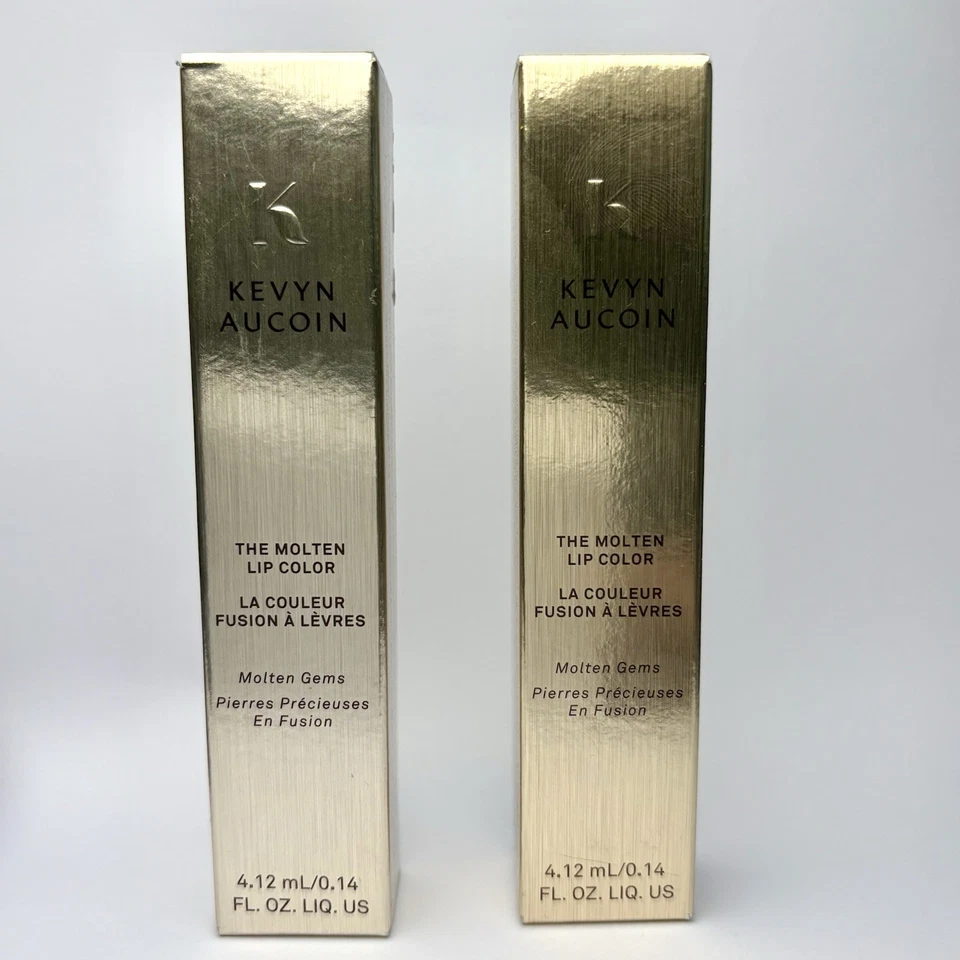 K
KEVYN
AUCOIN
THE MOLTEN
LIP COLOR
LA COULEUR
FUSION À LÈVRES
Molten Gems
Pierres Précieuses
En Fusion
4.12 mL/0.14
FL. OZ. LIQ. US
K
KEVYN
AUCOIN
THE MOLTEN
LIP COLOR
LA COULEUR
FUSION À LÈVRES
Molten Gems
Pierres Précieuses
En Fusion
4.12 mL/0.14
FL. OZ. LIQ. US